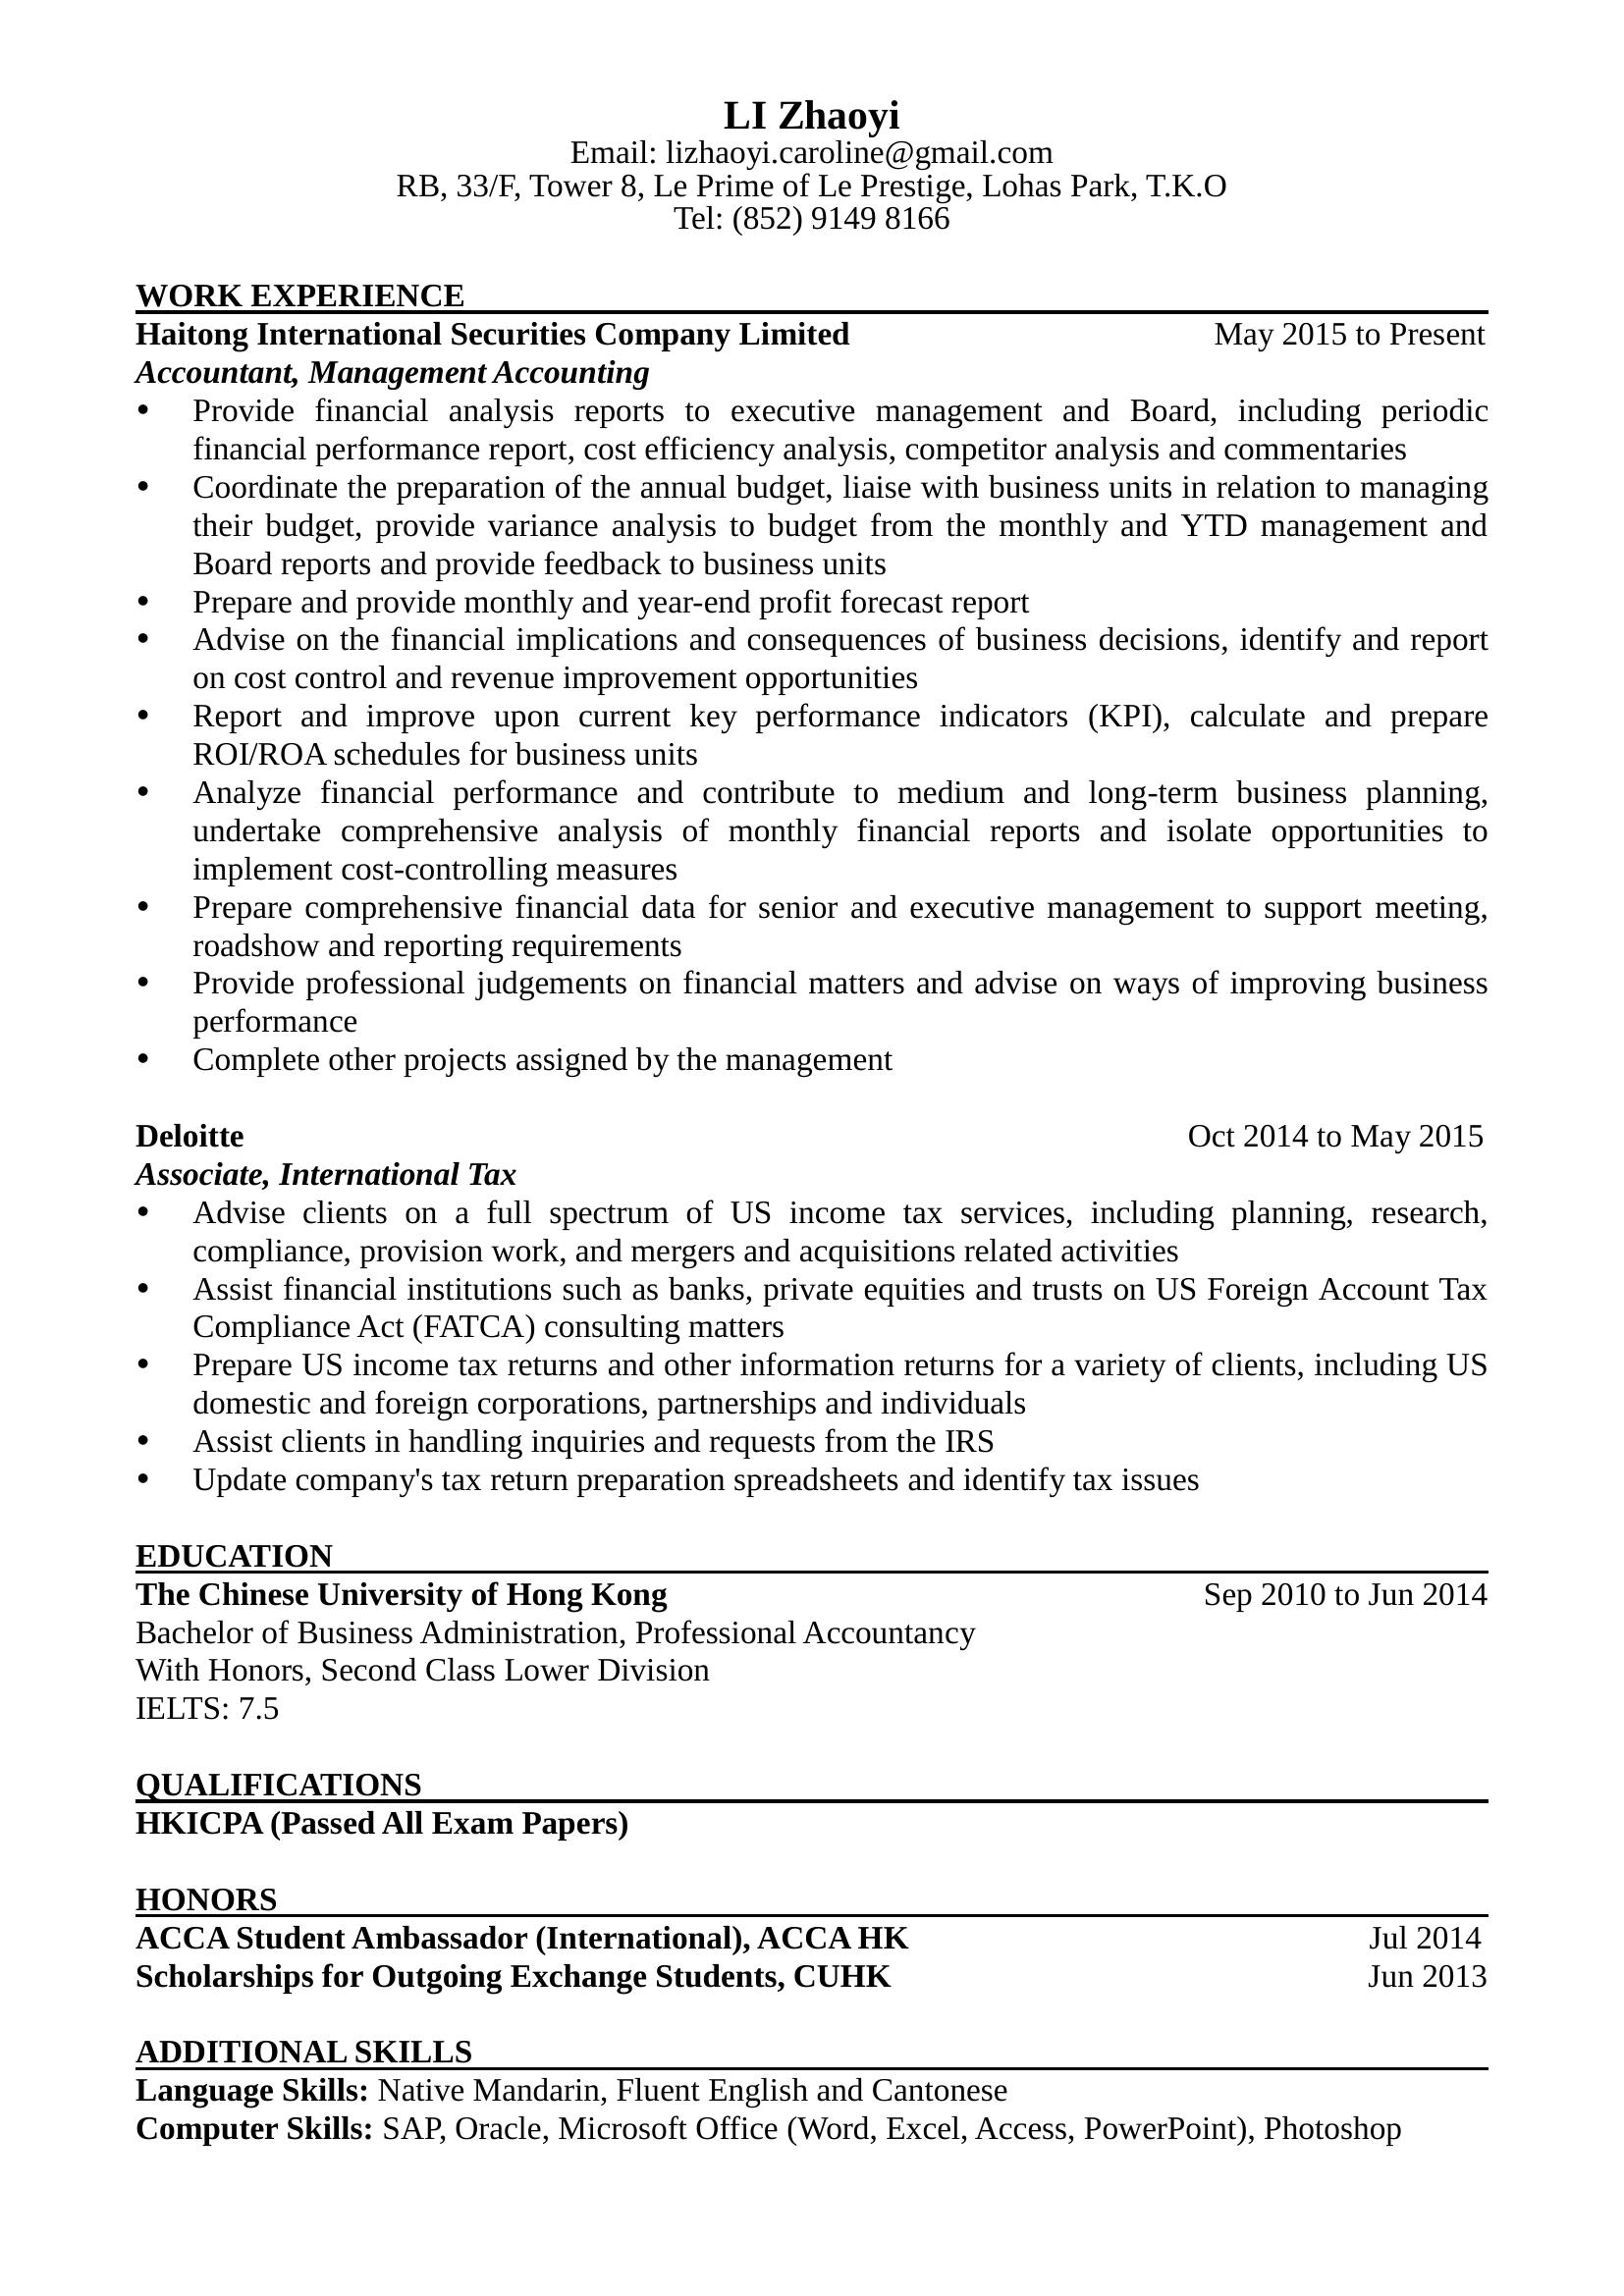 LI Zhaoyi
Email: lizhaoyi.caroline@gmail.com
RB, 33/F, Tower 8, Le Prime of Le Prestige, Lohas Park, T.K.O
Tel: (852) 9149 8166
WORK EXPERIENCE
Haitong International Securities Company Limited May 2015 to Present
Accountant, Management Accounting
• Provide financial analysis reports to executive management and Board, including periodic
financial performance report, cost efficiency analysis, competitor analysis and commentaries
• Coordinate the preparation of the annual budget, liaise with business units in relation to managing
their budget, provide variance analysis to budget from the monthly and YTD management and
Board reports and provide feedback to business units
• Prepare and provide monthly and year-end profit forecast report
• Advise on the financial implications and consequences of business decisions, identify and report
on cost control and revenue improvement opportunities
• Report and improve upon current key performance indicators (KPI), calculate and prepare
ROI/ROA schedules for business units
• Analyze financial performance and contribute to medium and long-term business planning,
undertake comprehensive analysis of monthly financial reports and isolate opportunities to
implement cost-controlling measures
• Prepare comprehensive financial data for senior and executive management to support meeting,
roadshow and reporting requirements
• Provide professional judgements on financial matters and advise on ways of improving business
performance
• Complete other projects assigned by the management
Deloitte Oct 2014 to May 2015
Associate, International Tax
• Advise clients on a full spectrum of US income tax services, including planning, research,
compliance, provision work, and mergers and acquisitions related activities
• Assist financial institutions such as banks, private equities and trusts on US Foreign Account Tax
Compliance Act (FATCA) consulting matters
• Prepare US income tax returns and other information returns for a variety of clients, including US
domestic and foreign corporations, partnerships and individuals
• Assist clients in handling inquiries and requests from the IRS
• Update company's tax return preparation spreadsheets and identify tax issues
EDUCATION
The Chinese University of Hong Kong Sep 2010 to Jun 2014
Bachelor of Business Administration, Professional Accountancy
With Honors, Second Class Lower Division
IELTS: 7.5
QUALIFICATIONS
HKICPA (Passed All Exam Papers)
HONORS
ACCA Student Ambassador (International), ACCA HK Jul 2014
Scholarships for Outgoing Exchange Students, CUHK Jun 2013
ADDITIONAL SKILLS
Language Skills: Native Mandarin, Fluent English and Cantonese
Computer Skills: SAP, Oracle, Microsoft Office (Word, Excel, Access, PowerPoint), Photoshop